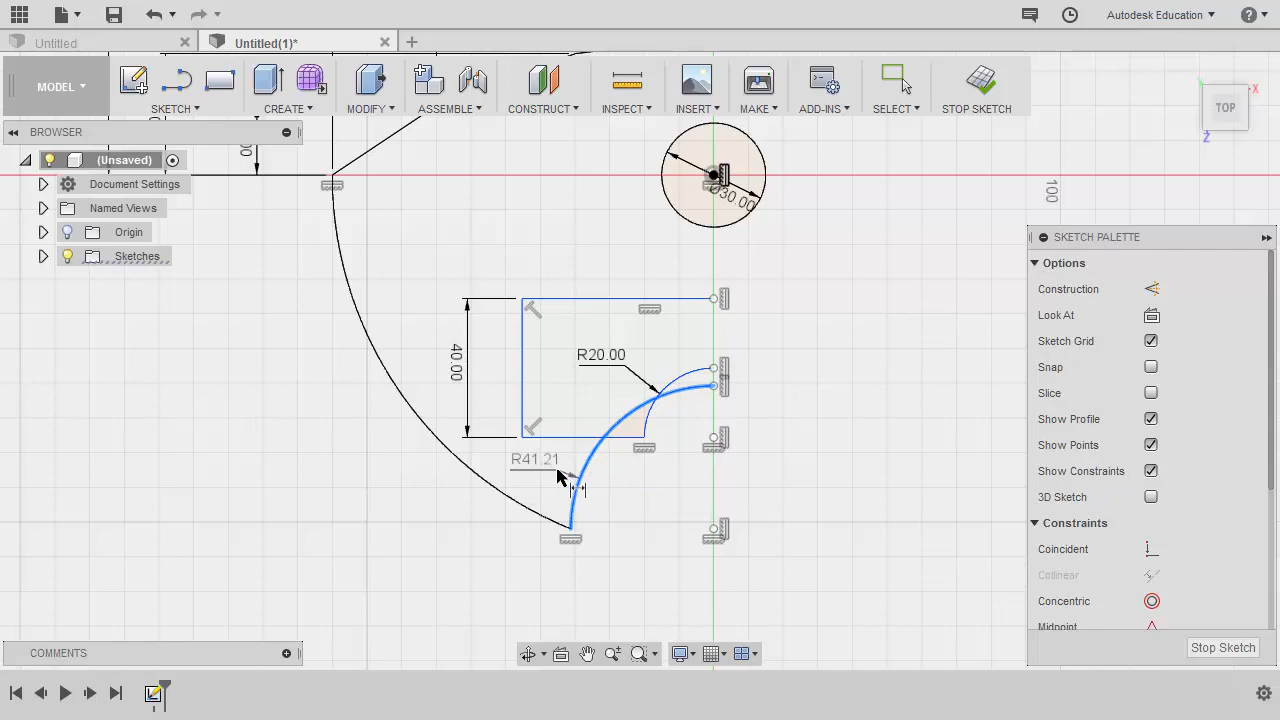 Autodesk Education
Untitled
Untitled(1)*
MODEL
SKETCH
CREATE
MODIFY
ASSEMBLE
CONSTRUCT
INSPECT
INSERT
MAKE
ADD-INS
SELECT
STOP SKETCH
TOP
X
Z
BROWSER
(Unsaved)
Document Settings
Named Views
Origin
Sketches
Ø30.00
100
40.00
R20.00
R41.21
SKETCH PALETTE
Options
Construction
Look At
Sketch Grid
Snap
Slice
Show Profile
Show Points
Show Constraints
3D Sketch
Constraints
Coincident
Collinear
Concentric
Midpoint
Stop Sketch
COMMENTS